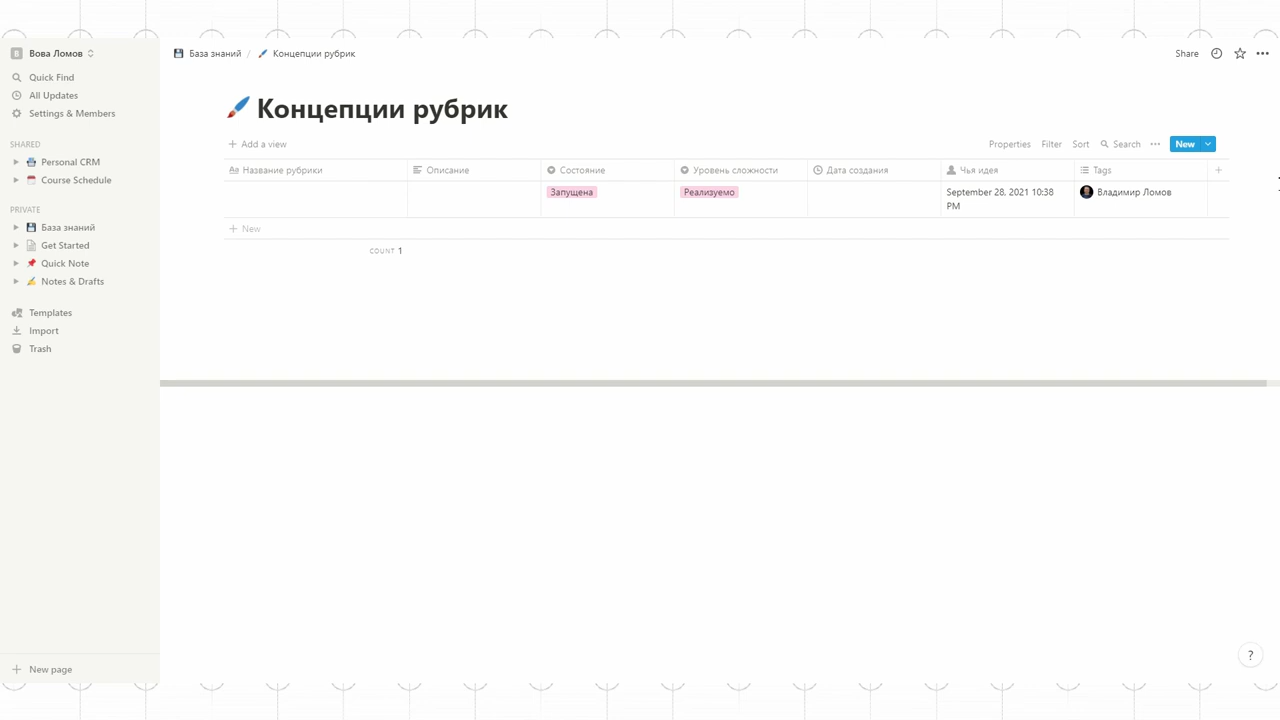 B Вова Ломов
Quick Find
All Updates
Settings & Members
SHARED
Personal CRM
Course Schedule
PRIVATE
База знаний
Get Started
Quick Note
Notes & Drafts
Templates
Import
Trash
New page
База знаний / Концепции рубрик
Share
Концепции рубрик
Add a view
Properties Filter Sort Search New
Aa Название рубрики Описание Состояние Уровень сложности Дата создания Чья идея Tags
Запущена Реализуемо September 28, 2021 10:38 PM Владимир Ломов
New
COUNT 1
?